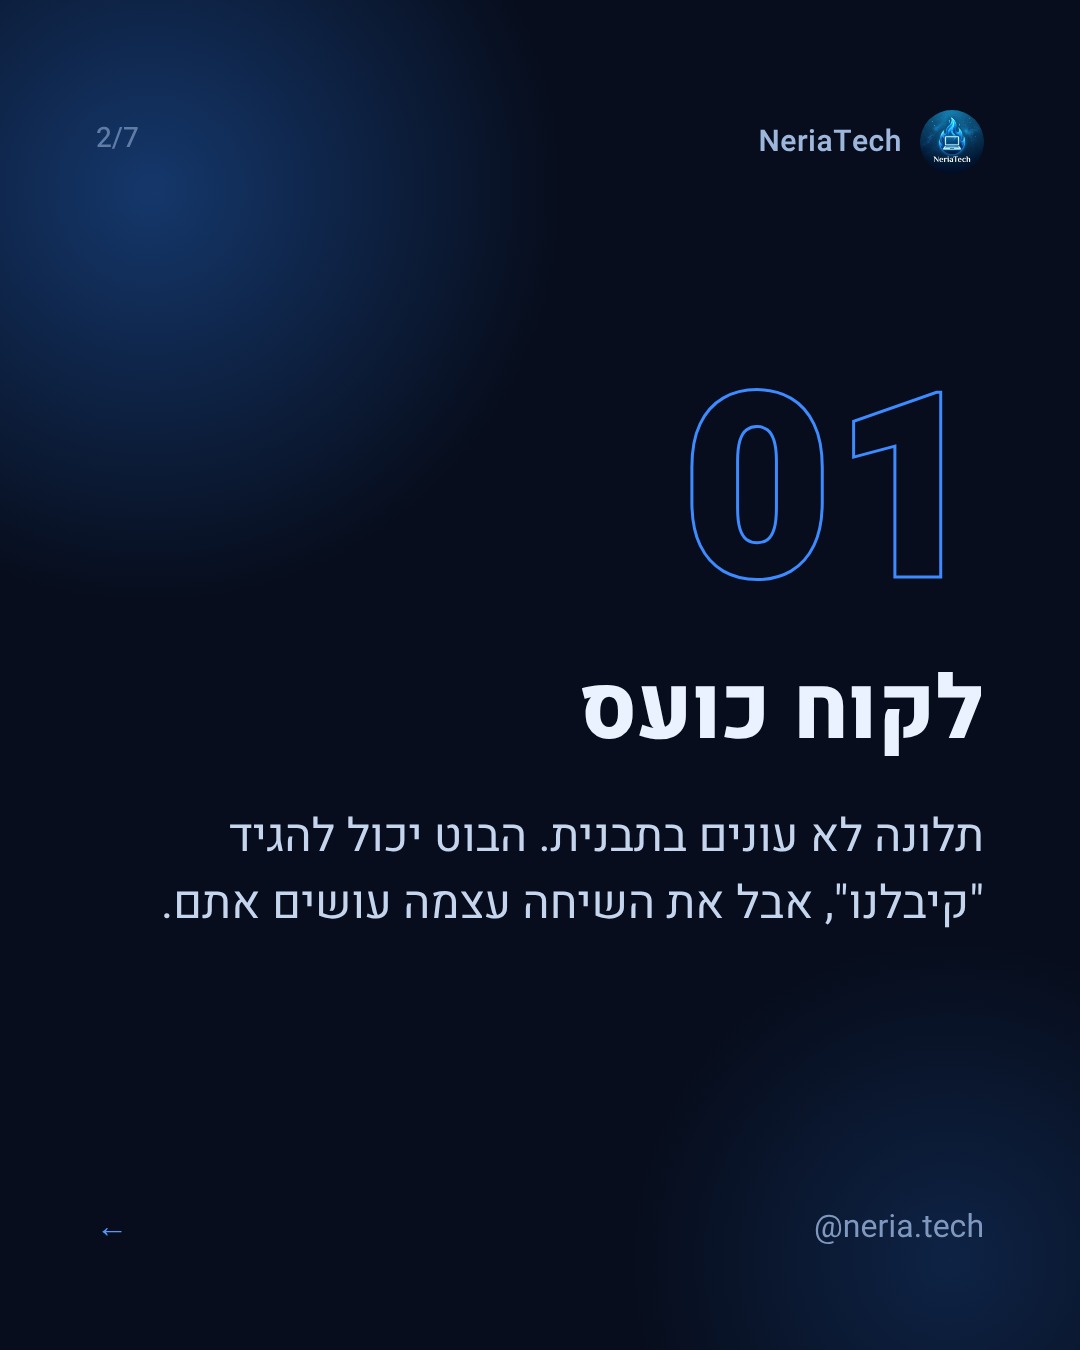 NeriaTech
NeriaTech
2/7
01
לקוח כועס
תלונה לא עונים בתבנית. הבוט יכול להגיד
"קיבלנו", אבל את השיחה עצמה עושים אתם.
@neria.tech
←